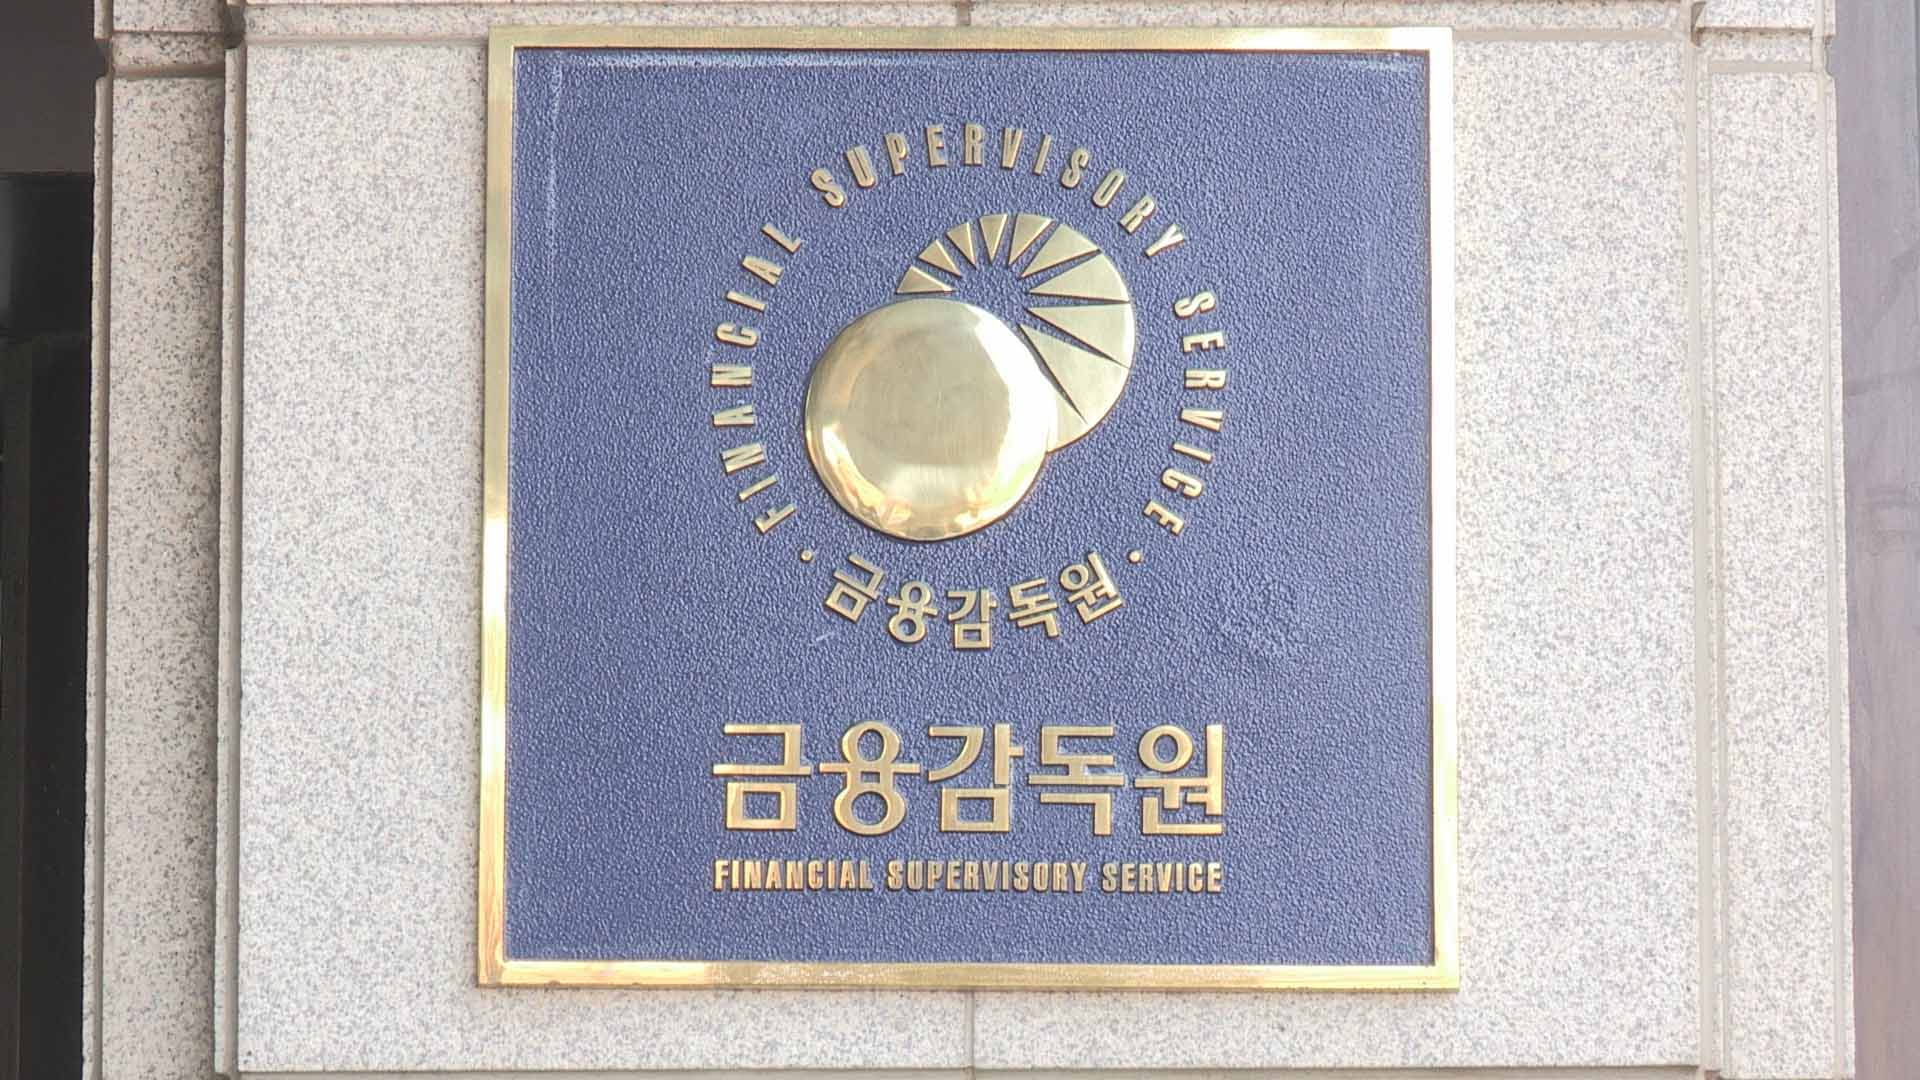 FINANCIAL SUPERVISORY SERVICE
· 금융감독원 ·
금융감독원
FINANCIAL SUPERVISORY SERVICE